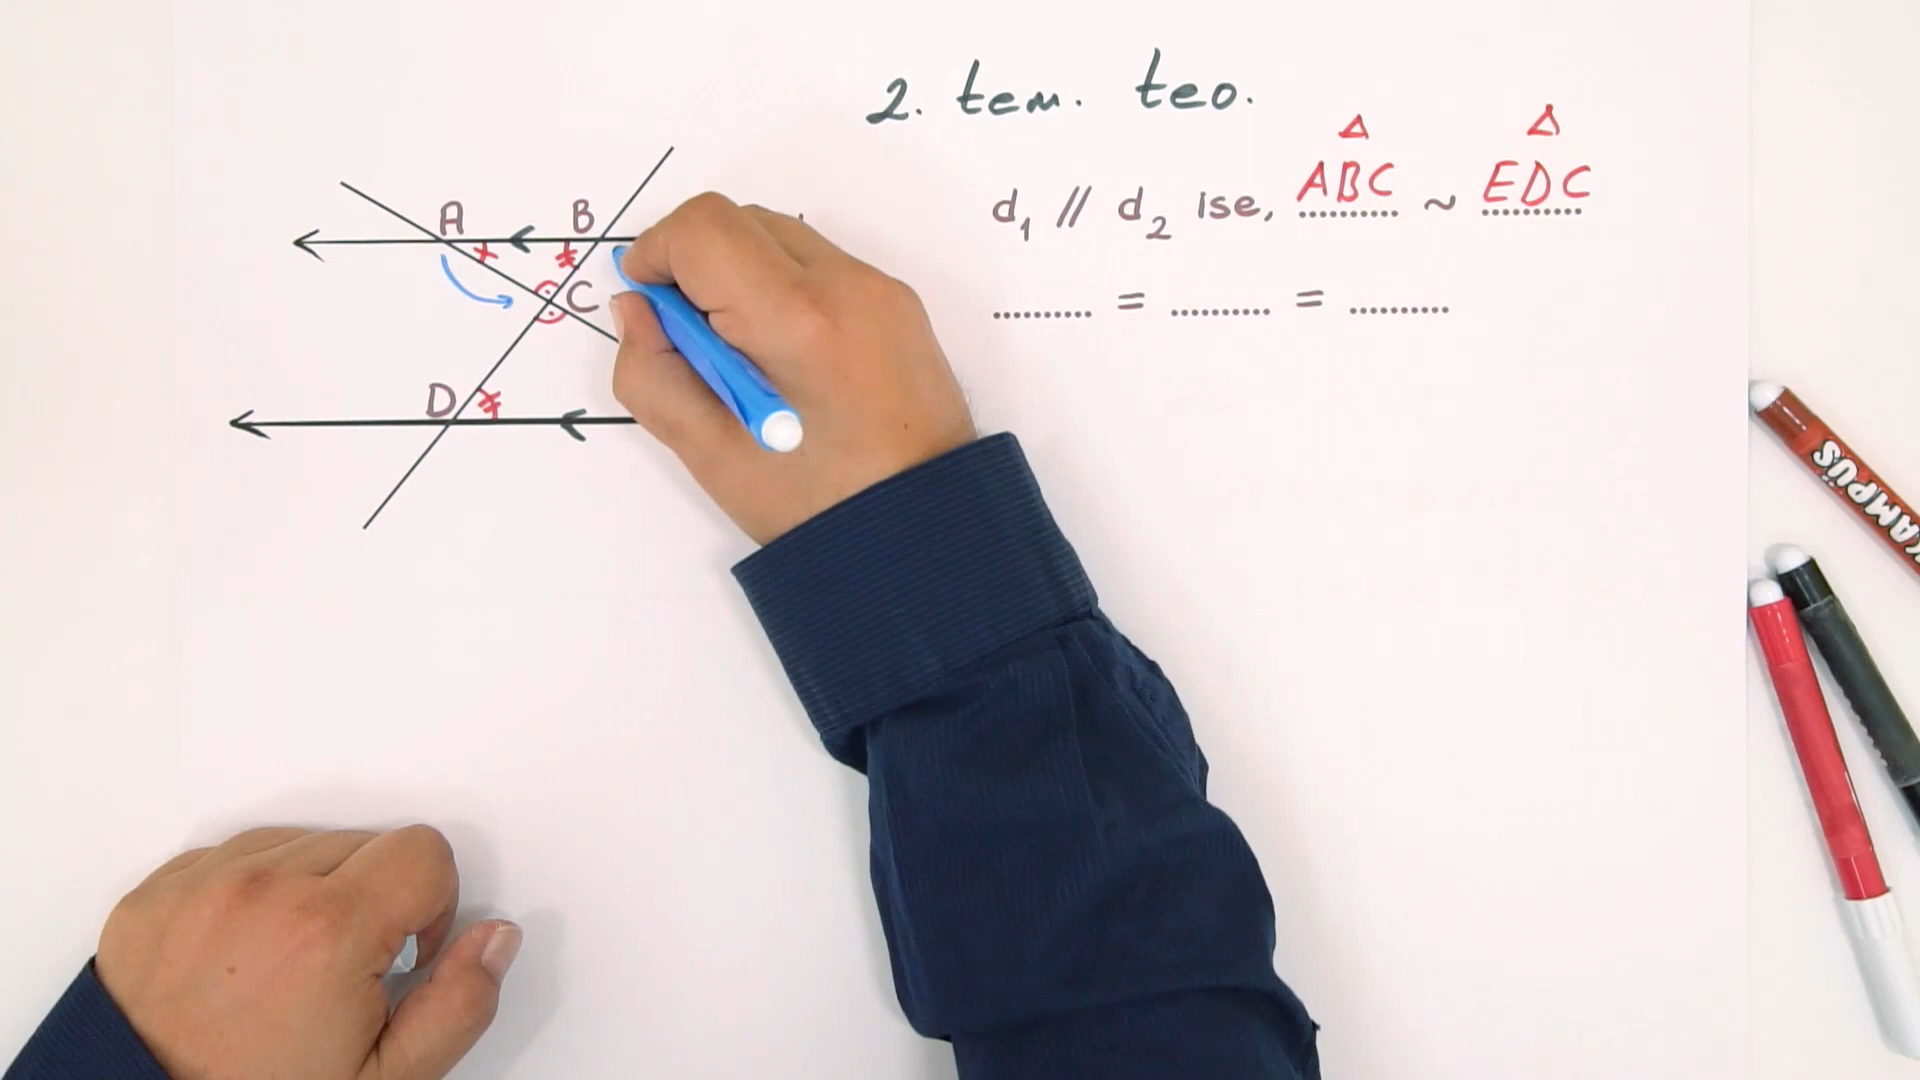 2. tem. teo.
d₁ // d₂ ise, ABC ~ EDC
.......... = .......... = ..........
A B
C
D
KAMPÜS